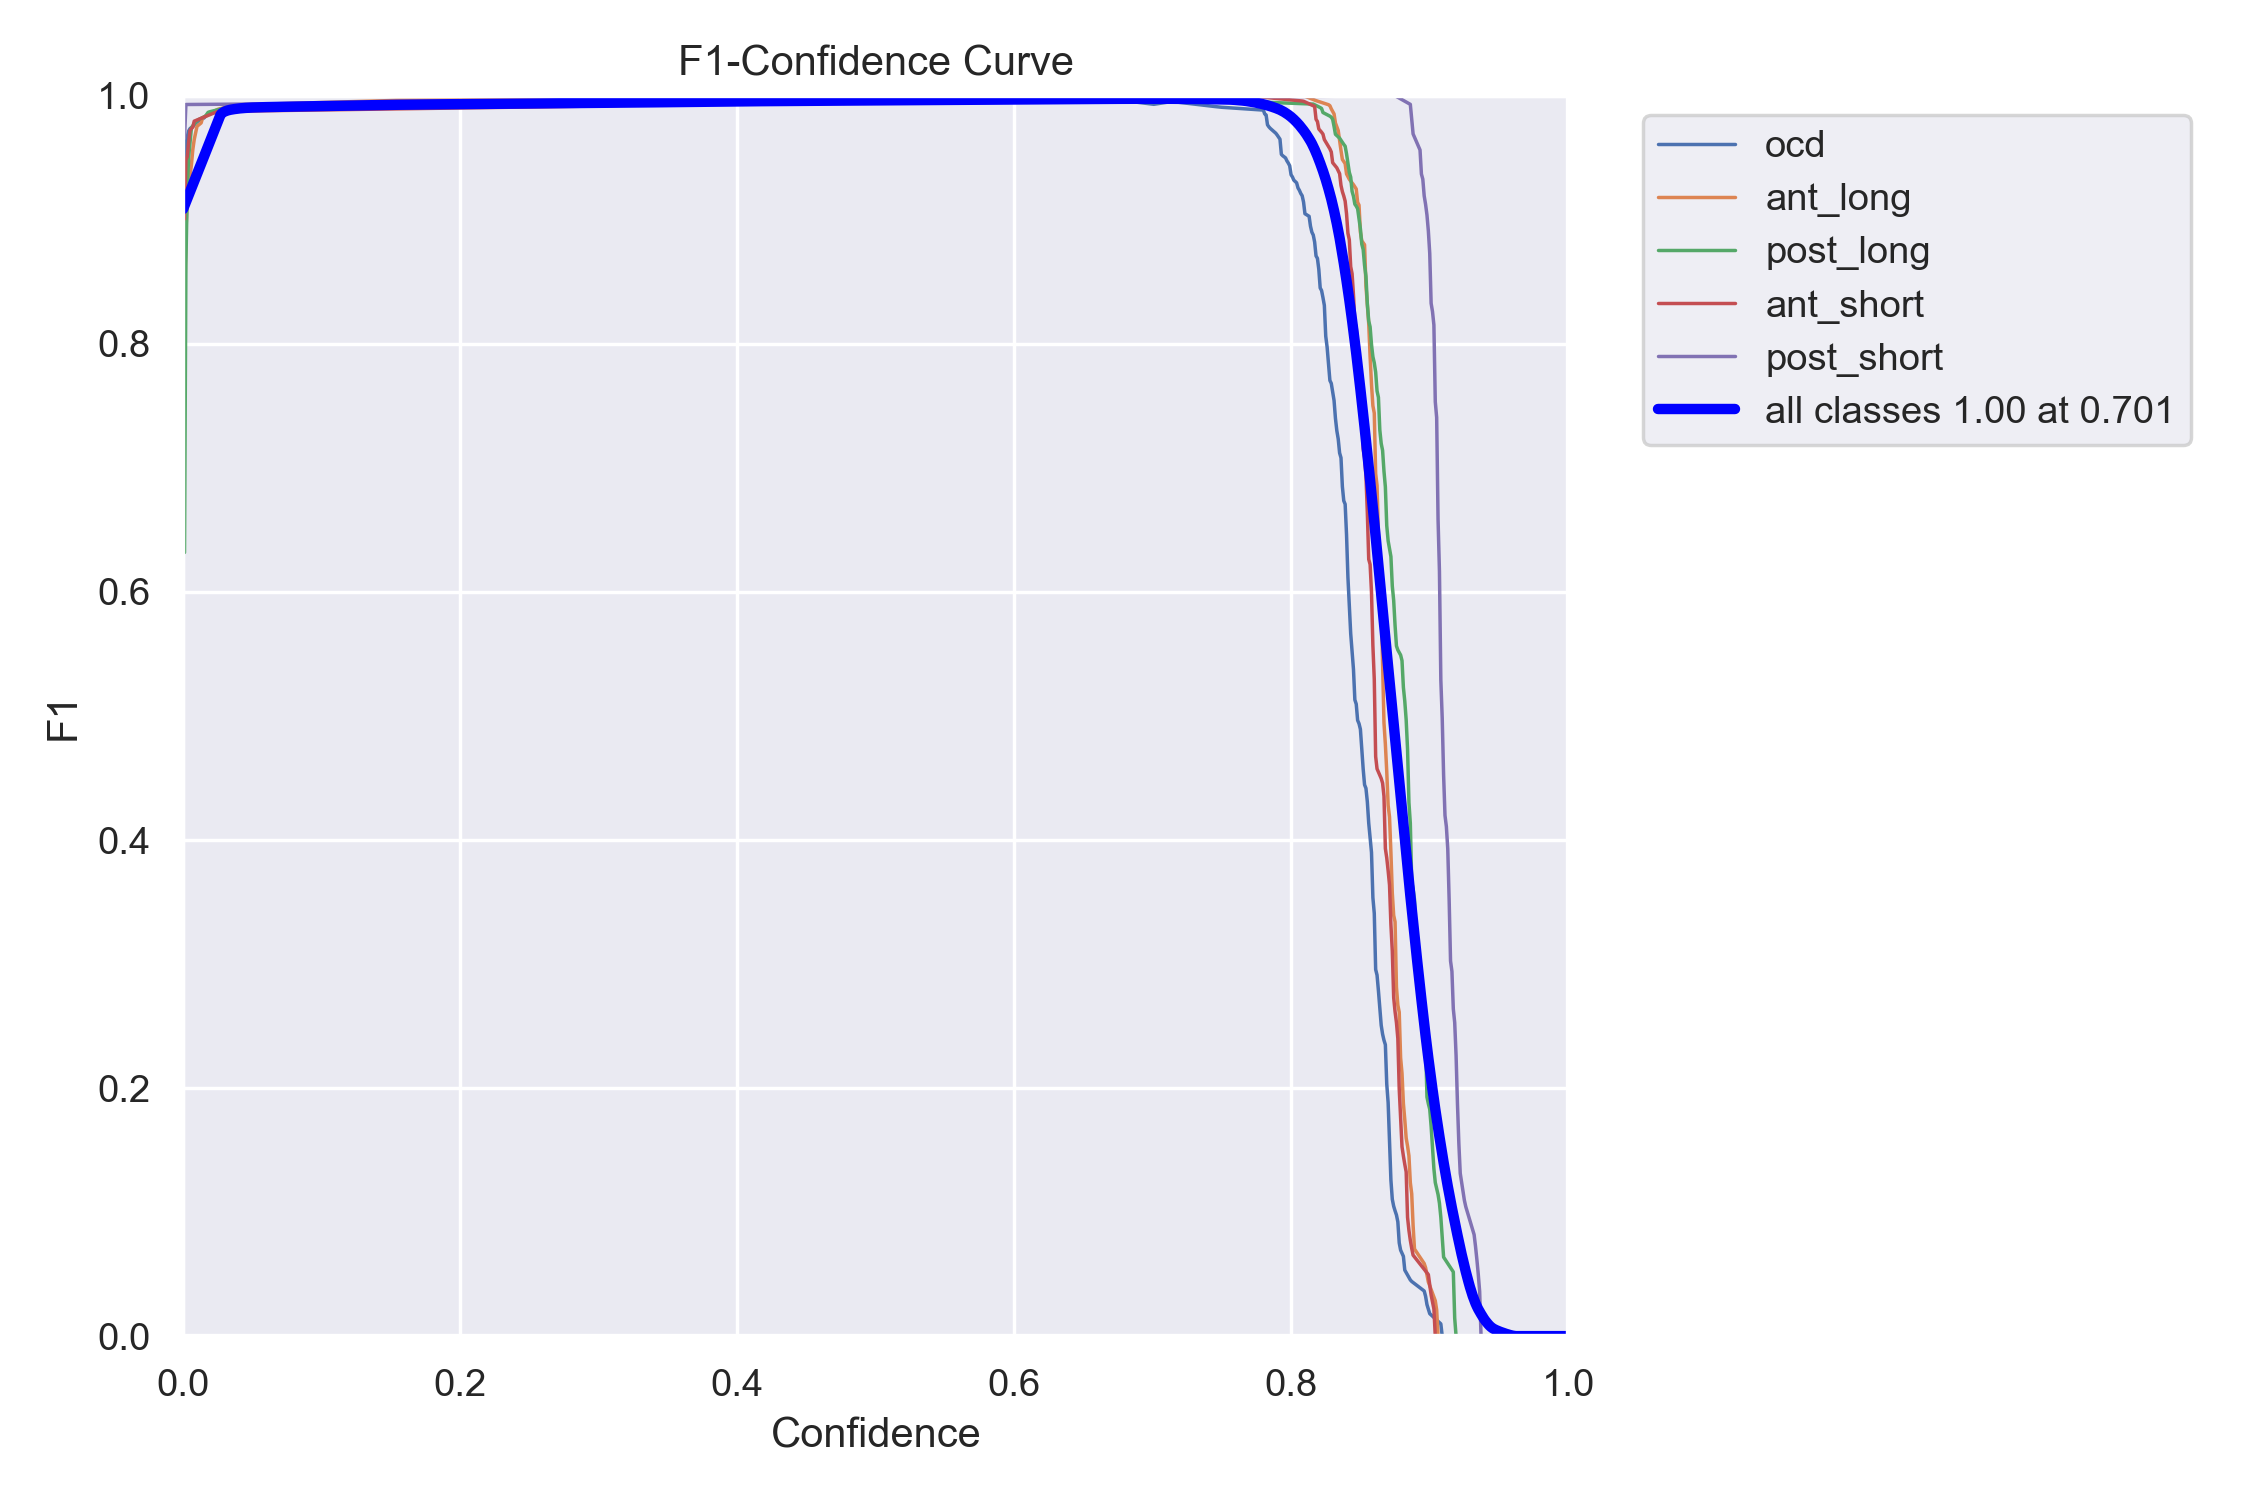 F1-Confidence Curve
1.0
0.8
0.6
0.4
0.2
0.0
F1
0.0 0.2 0.4 0.6 0.8 1.0
Confidence
ocd
ant_long
post_long
ant_short
post_short
all classes 1.00 at 0.701